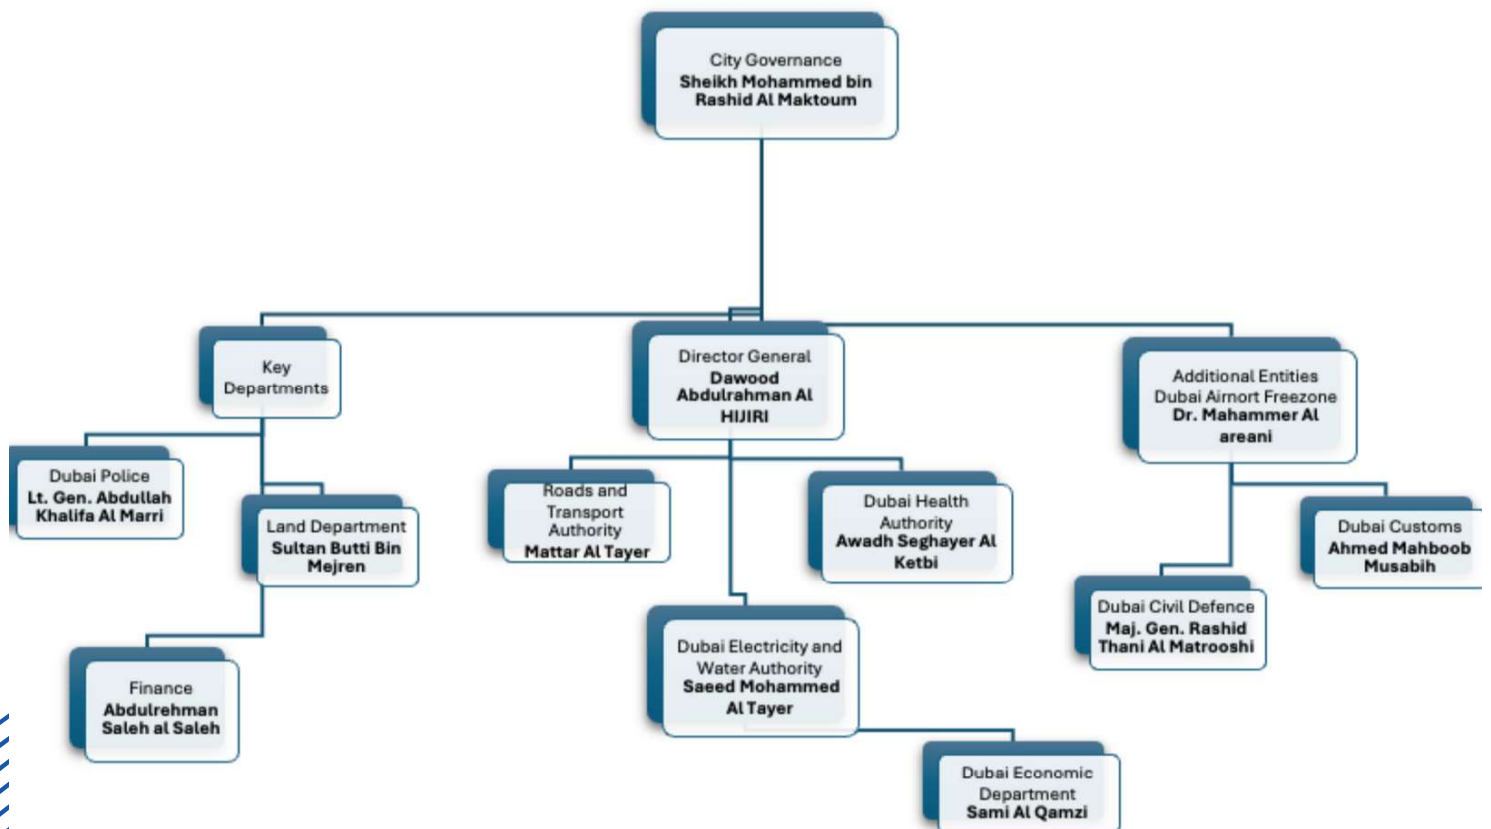 City Governance
Sheikh Mohammed bin
Rashid Al Maktoum
Key
Departments
Director General
Dawood
Abdulrahman Al
HIJIRI
Additional Entities
Dubai Airnort Freezone
Dr. Mahammer Al
areani
Dubai Police
Lt. Gen. Abdullah
Khalifa Al Marri
Land Department
Sultan Butti Bin
Mejren
Finance
Abdulrehman
Saleh al Saleh
Roads and
Transport
Authority
Mattar Al Tayer
Dubai Health
Authority
Awadh Seghayer Al
Ketbi
Dubai Electricity and
Water Authority
Saeed Mohammed
Al Tayer
Dubai Economic
Department
Sami Al Qamzi
Dubai Civil Defence
Maj. Gen. Rashid
Thani Al Matrooshi
Dubai Customs
Ahmed Mahboob
Musabih